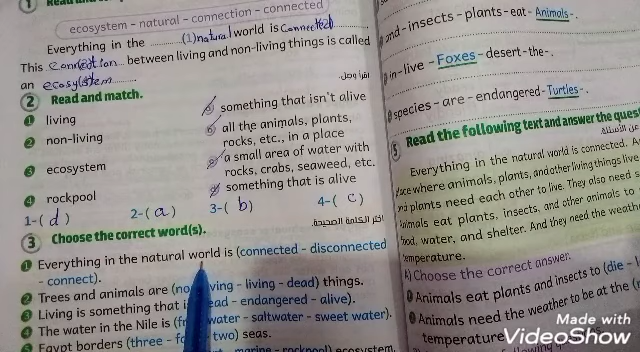 ecosystem - natural - connection - connected
Everything in the (1) natural world is Connected
This connection between living and non-living things is called
an ecosystem
2 Read and match. اقرأ وصل.
1 living
a something that isn't alive
2 non-living
b all the animals, plants,
rocks, etc., in a place
3 ecosystem
c a small area of water with
rocks, crabs, seaweed, etc.
4 rockpool
d something that is alive
1-( d ) 2-( a ) 3-( b ) 4-( c )
3 Choose the correct word(s). اختر الكلمة الصحيحة.
1 Everything in the natural world is (connected - disconnected
- connect).
2 Trees and animals are - living - dead) things.
3 Living is something that - endangered - alive).
4 The water in the Nile is water - saltwater - sweet water).
5 Egypt borders (three - two) seas.
- rockpool) ecosystem.
and - insects - plants - eat - Animals - .
in - live - Foxes - desert - the - .
species - are - endangered - Turtles - .
5 Read the following text and answer the
Everything in the natural world is connected.
where animals, plants, and other living things live
plants need each other to live. They also need
eat plants, insects, and other animals to
food, water, and shelter. And they need the
temperature.
A) Choose the correct answer:
1 Animals eat plants and insects to (die -
2 Animals need the weather to be at the
temperature
Made with
VideoShow